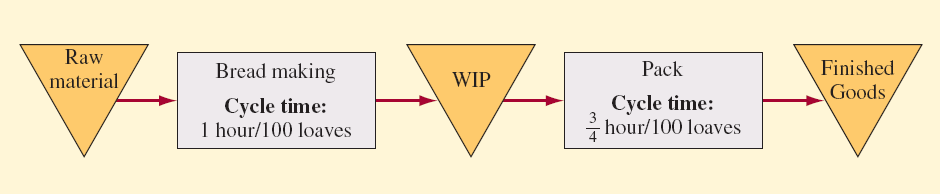 Raw
material
Bread making
Cycle time:
1 hour/100 loaves
WIP
Pack
Cycle time:
3/4 hour/100 loaves
Finished
Goods